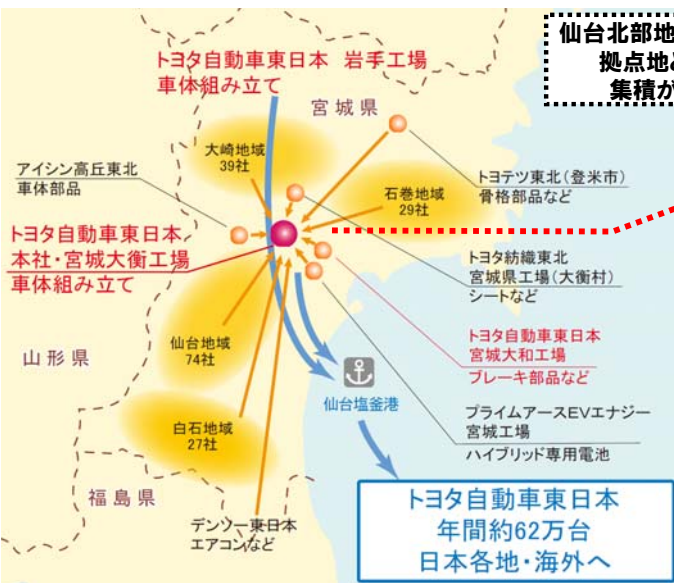 仙台北部地
拠点地
集積が
トヨタ自動車東日本 岩手工場
車体組み立て
宮城県
大崎地域
39社
アイシン高丘東北
車体部品
石巻地域
29社
トヨテツ東北(登米市)
骨格部品など
トヨタ自動車東日本
本社・宮城大衡工場
車体組み立て
トヨタ紡織東北
宮城県工場(大衡村)
シートなど
トヨタ自動車東日本
宮城大和工場
ブレーキ部品など
仙台地域
74社
山形県
仙台塩釜港
プライムアースEVエナジー
宮城工場
ハイブリッド専用電池
白石地域
27社
福島県
デンソー東日本
エアコンなど
トヨタ自動車東日本
年間約62万台
日本各地・海外へ